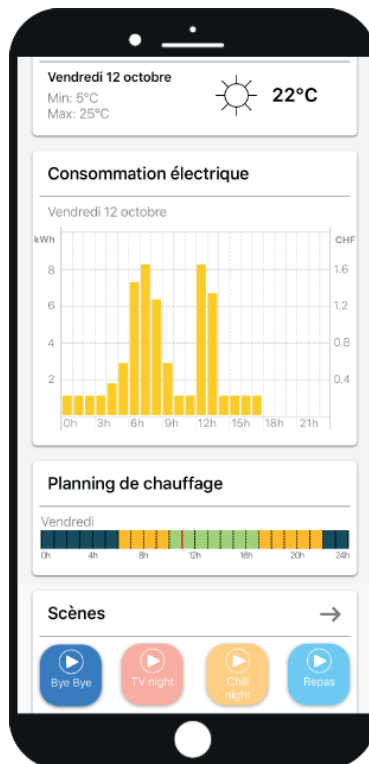 Vendredi 12 octobre
Min: 5°C
Max: 25°C
22°C
Consommation électrique
Vendredi 12 octobre
kWh
CHF
8
1.6
6
1.2
4
0.8
2
0.4
0h 3h 6h 9h 12h 15h 18h 21h
Planning de chauffage
Vendredi
0h 4h 8h 12h 16h 20h 24h
Scènes
Bye Bye
TV night
Chill
night
Repas